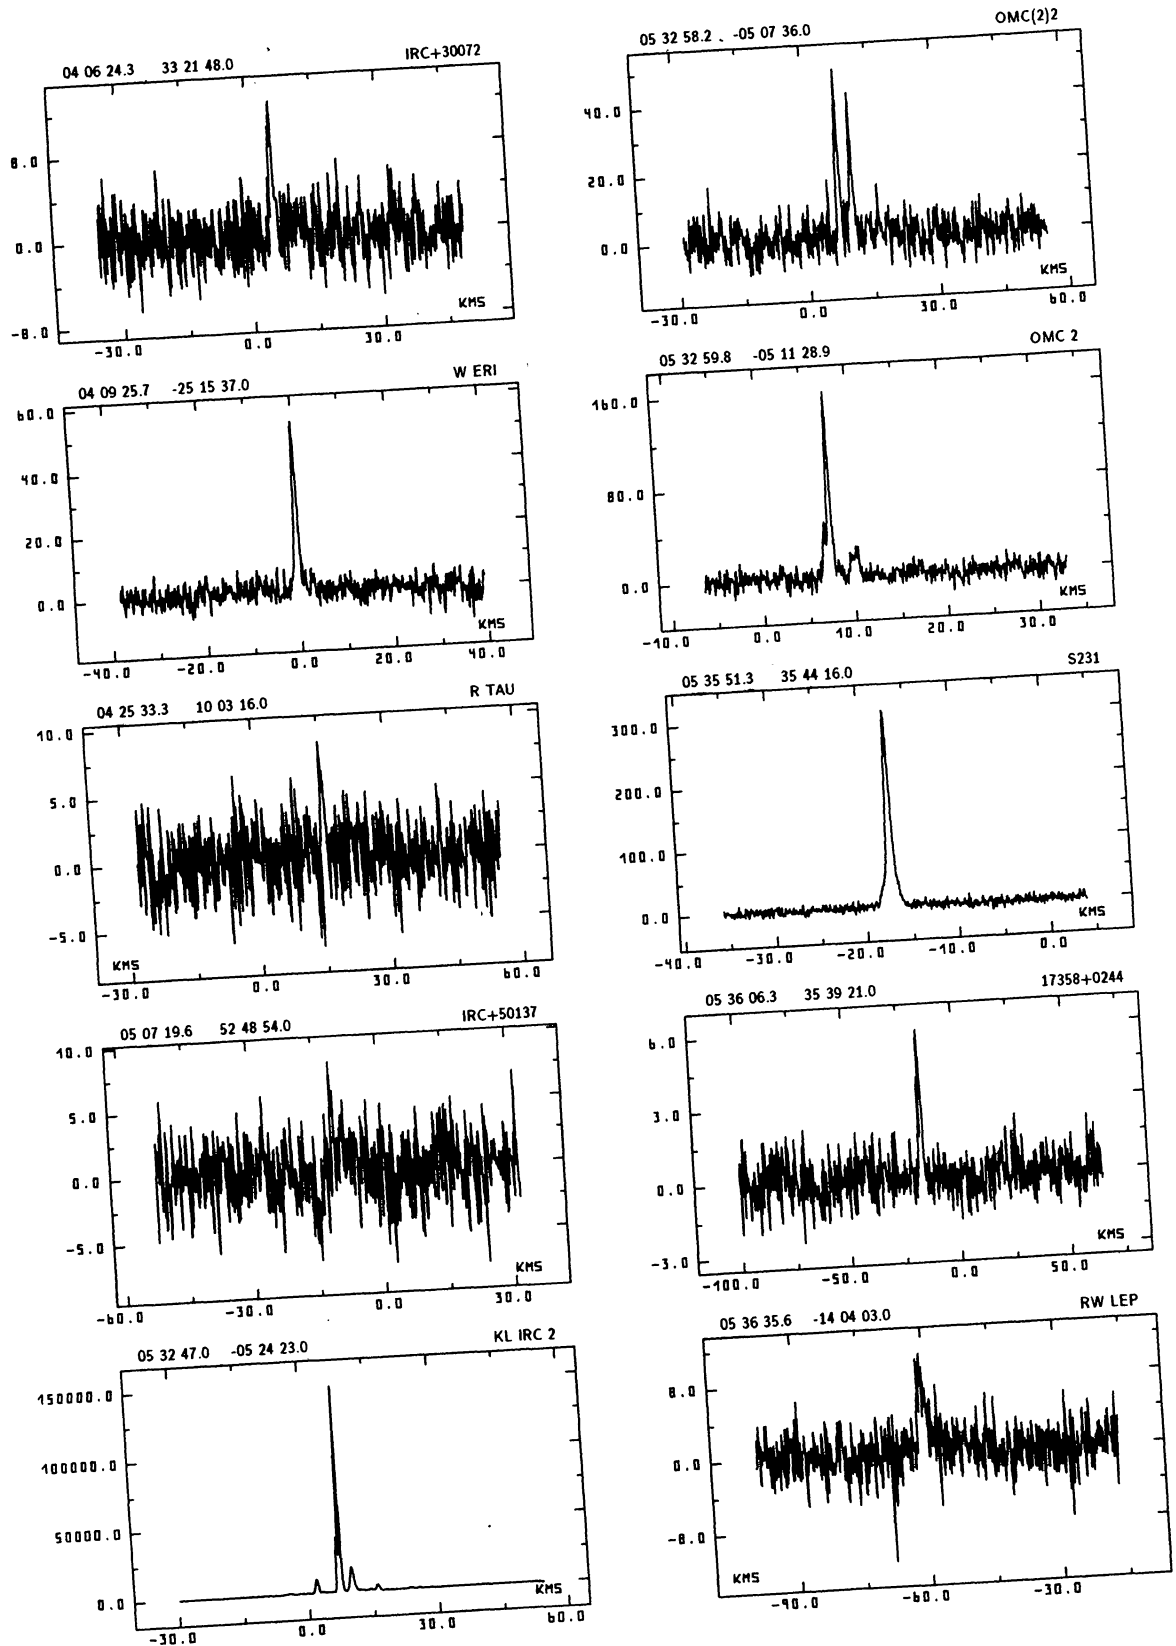 04 06 24.3 33 21 48.0 IRC+30072
8.0
0.0
-8.0
KMS
-30.0 0.0 30.0
04 09 25.7 -25 15 37.0 W ERI
60.0
40.0
20.0
0.0
KMS
-40.0 -20.0 0.0 20.0 40.0
04 25 33.3 10 03 16.0 R TAU
10.0
5.0
0.0
-5.0
KMS
-30.0 0.0 30.0 60.0
05 07 19.6 52 48 54.0 IRC+50137
10.0
5.0
0.0
-5.0
KMS
-60.0 -30.0 0.0 30.0
05 32 47.0 -05 24 23.0 KL IRC 2
150000.0
100000.0
50000.0
0.0
KMS
-30.0 0.0 30.0 60.0
05 32 58.2 -05 07 36.0 OMC(2)2
40.0
20.0
0.0
KMS
-30.0 0.0 30.0 60.0
05 32 59.8 -05 11 28.9 OMC 2
160.0
80.0
0.0
KMS
-10.0 0.0 10.0 20.0 30.0
05 35 51.3 35 44 16.0 S231
300.0
200.0
100.0
0.0
KMS
-40.0 -30.0 -20.0 -10.0 0.0
05 36 06.3 35 39 21.0 17358+0244
6.0
3.0
0.0
-3.0
KMS
-100.0 -50.0 0.0 50.0
05 36 35.6 -14 04 03.0 RW LEP
8.0
0.0
-8.0
KMS
-90.0 -60.0 -30.0